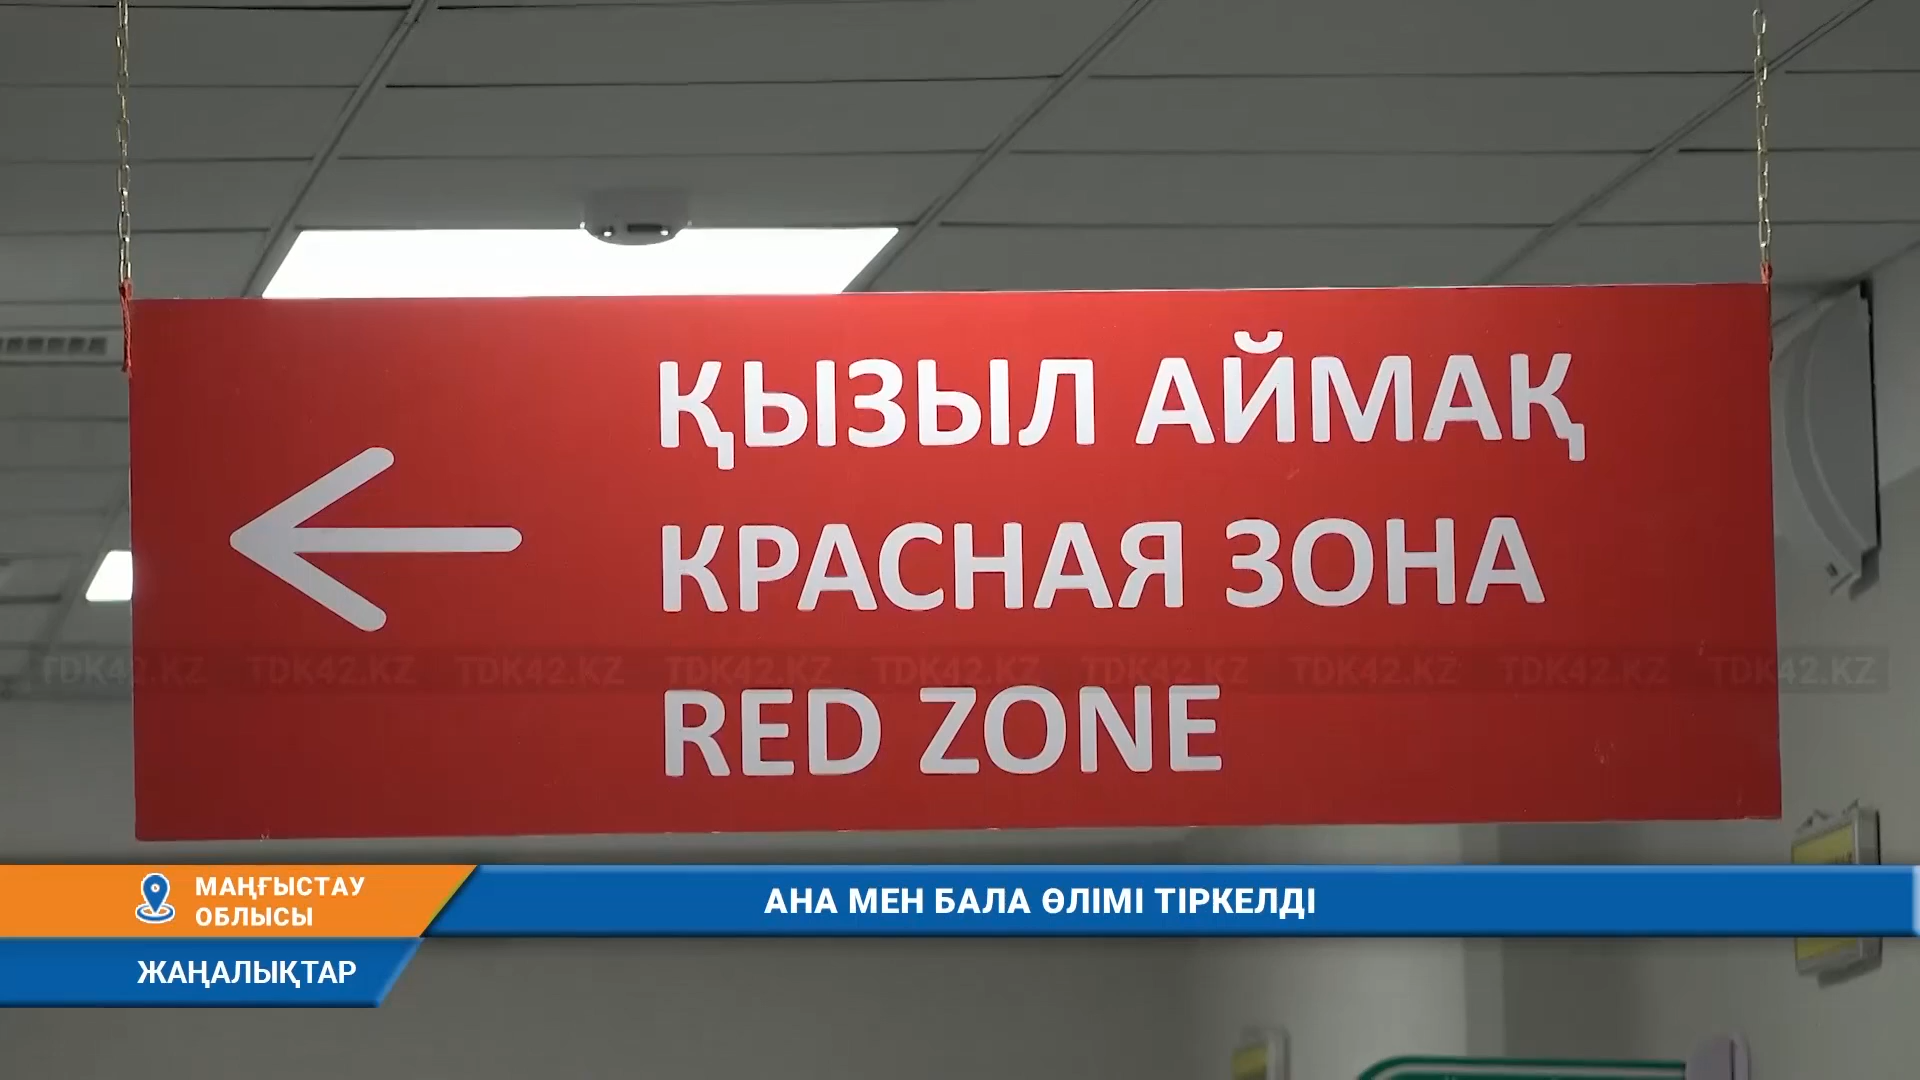 ҚЫЗЫЛ АЙМАҚ
КРАСНАЯ ЗОНА
RED ZONE
TDK42.KZ TDK42.KZ TDK42.KZ TDK42.KZ TDK42.KZ TDK42.KZ TDK42.KZ TDK42.KZ TDK42.KZ
МАҢҒЫСТАУ
ОБЛЫСЫ
АНА МЕН БАЛА ӨЛІМІ ТІРКЕЛДІ
ЖАҢАЛЫҚТАР